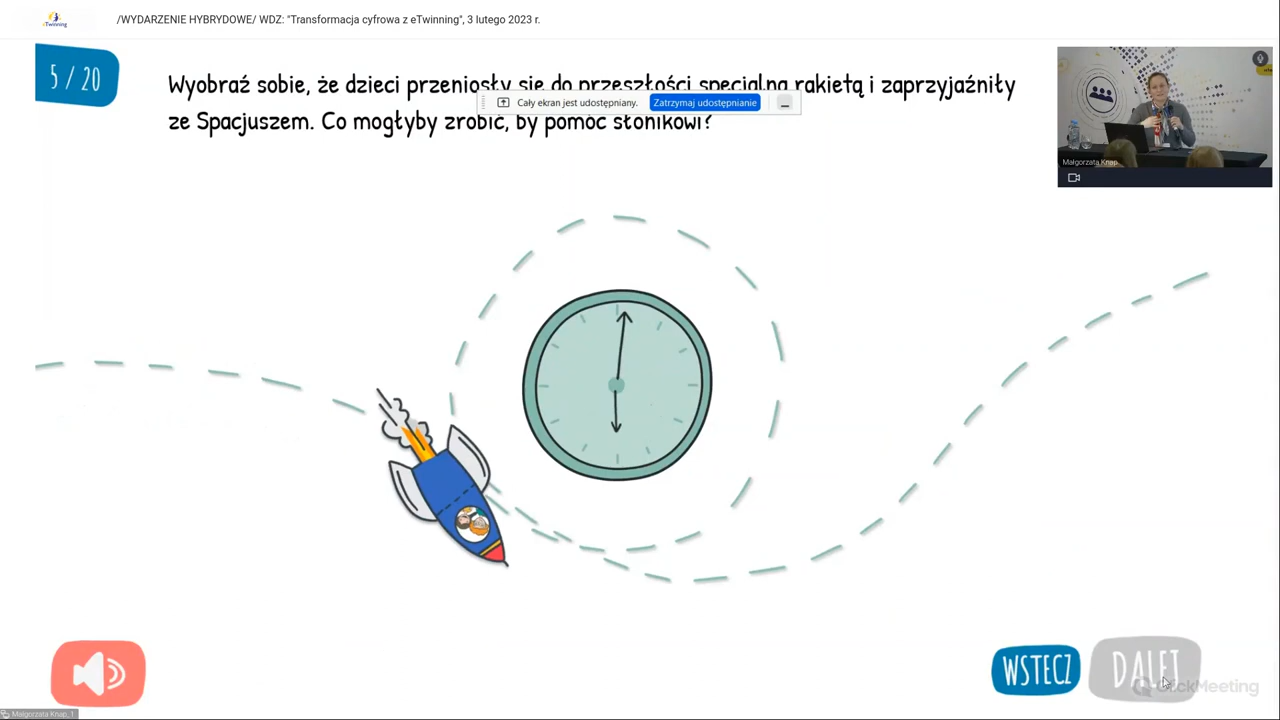 eTwinning
/WYDARZENIE HYBRYDOWE/ WDZ: "Transformacja cyfrowa z eTwinning", 3 lutego 2023 r.
5 / 20
Wyobraź sobie, że dzieci przeniosły się do przeszłości specjalną rakietą i zaprzyjaźniły
Cały ekran jest udostępniany. Zatrzymaj udostępnianie
ze Spacjuszem. Co mogłyby zrobić, by pomóc słonikowi?
Małgorzata Knap
WSTECZ
DALEJ
ClickMeeting
Małgorzata Knap, 1